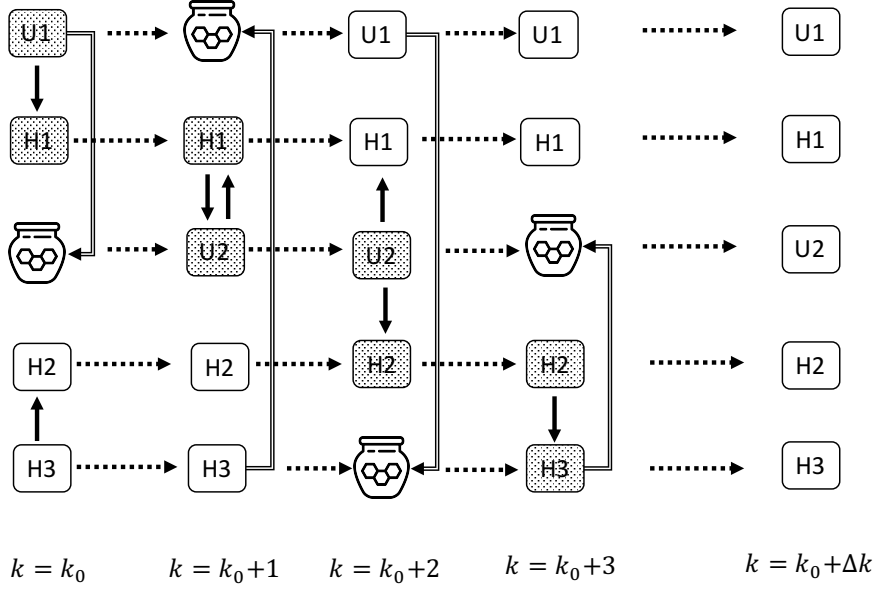 U1 U1 U1 U1
H1 H1 H1 H1 H1
U2 U2 U2
H2 H2 H2 H2 H2
H3 H3 H3 H3
k = k₀ k = k₀+1 k = k₀+2 k = k₀+3 k = k₀+Δk